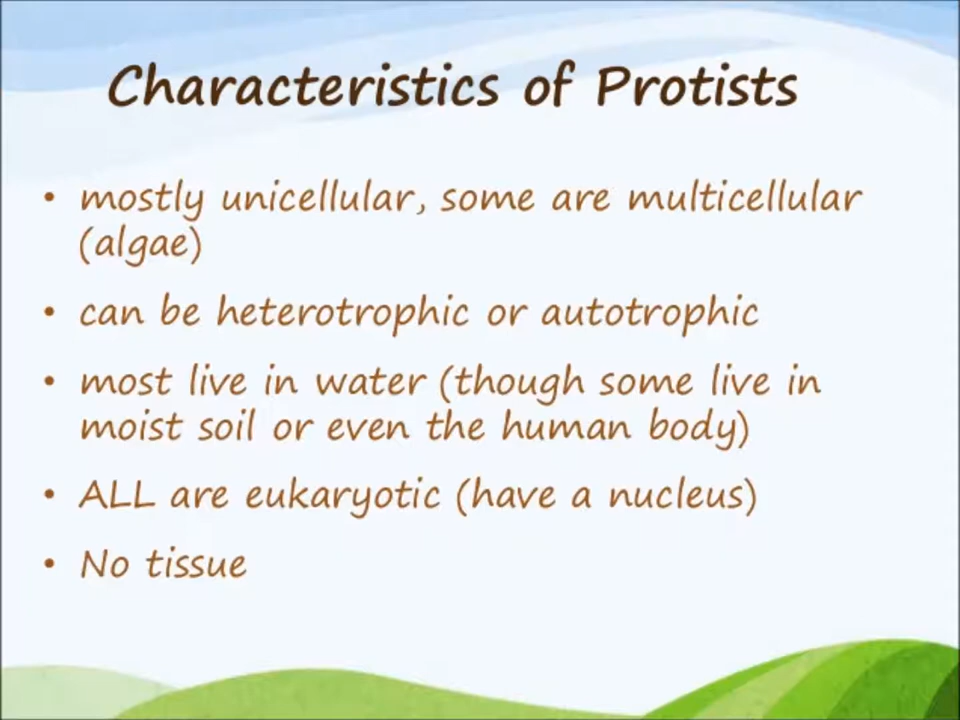 Characteristics of Protists
• mostly unicellular, some are multicellular
(algae)
• can be heterotrophic or autotrophic
• most live in water (though some live in
moist soil or even the human body)
• ALL are eukaryotic (have a nucleus)
• No tissue